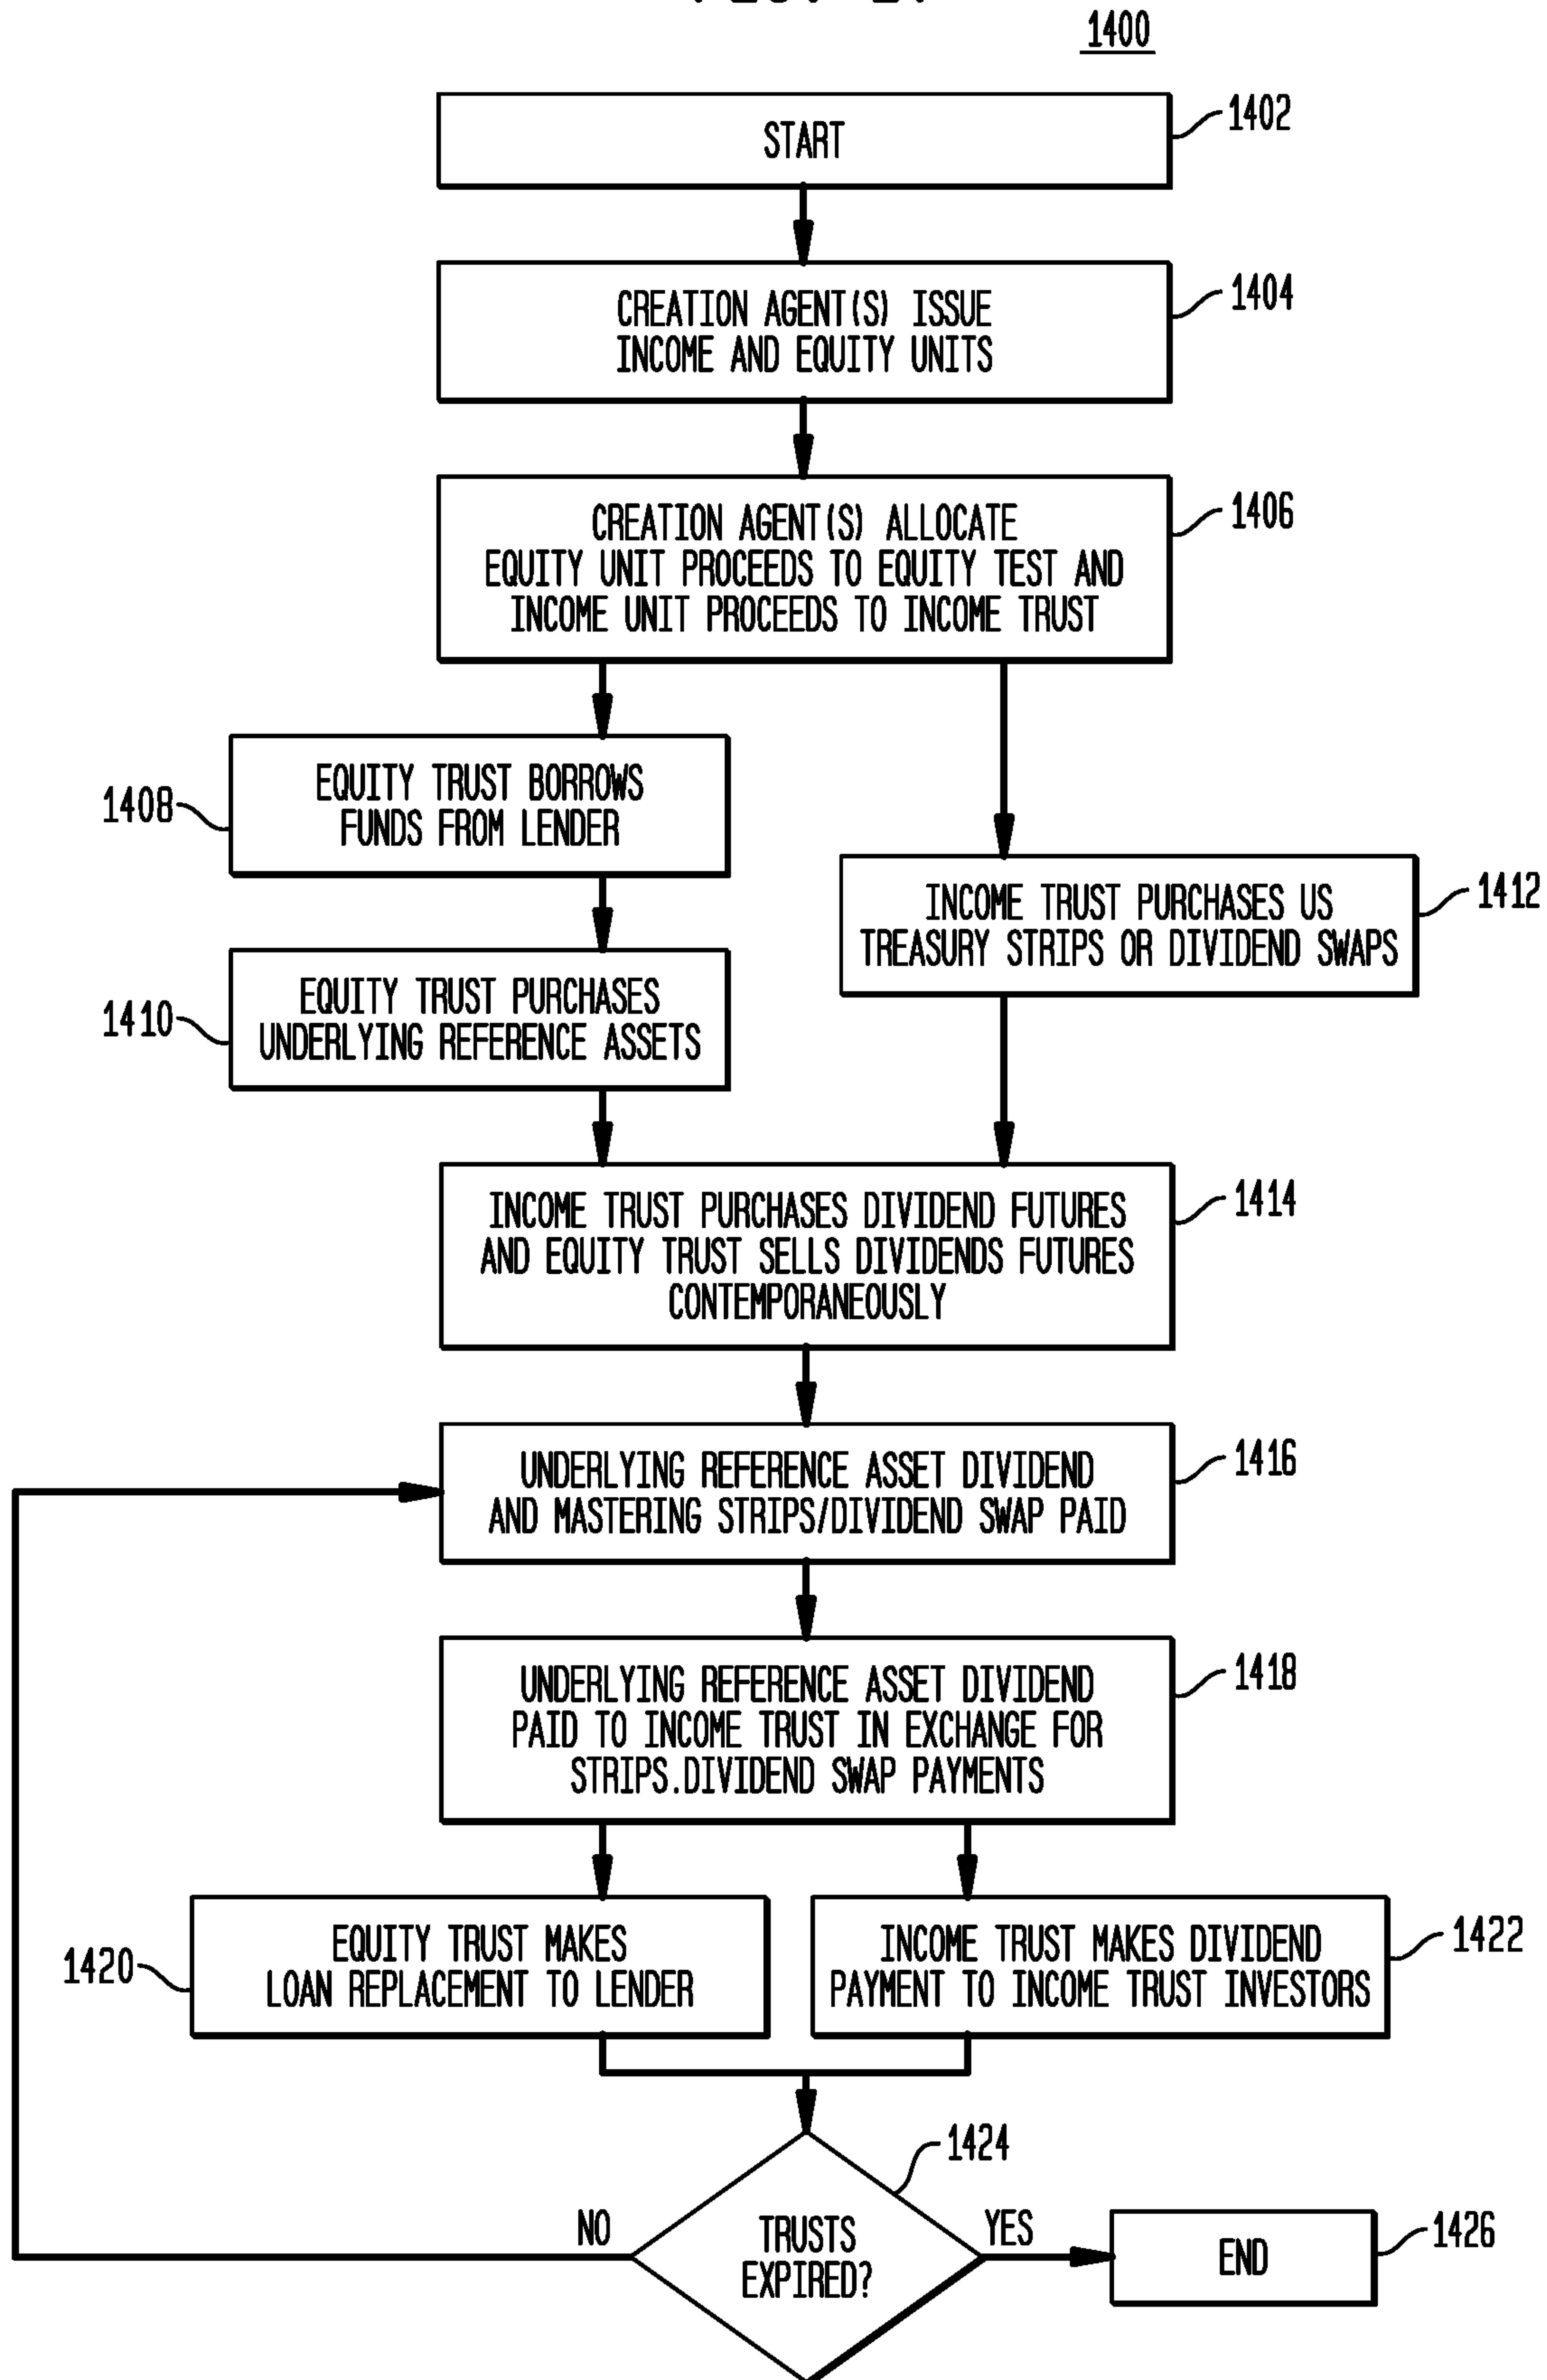 1400
START
1402
CREATION AGENT(S) ISSUE
INCOME AND EQUITY UNITS
1404
CREATION AGENT(S) ALLOCATE
EQUITY UNIT PROCEEDS TO EQUITY TEST AND
INCOME UNIT PROCEEDS TO INCOME TRUST
1406
EQUITY TRUST BORROWS
FUNDS FROM LENDER
1408
EQUITY TRUST PURCHASES
UNDERLYING REFERENCE ASSETS
1410
INCOME TRUST PURCHASES US
TREASURY STRIPS OR DIVIDEND SWAPS
1412
INCOME TRUST PURCHASES DIVIDEND FUTURES
AND EQUITY TRUST SELLS DIVIDENDS FUTURES
CONTEMPORANEOUSLY
1414
UNDERLYING REFERENCE ASSET DIVIDEND
AND MASTERING STRIPS/DIVIDEND SWAP PAID
1416
UNDERLYING REFERENCE ASSET DIVIDEND
PAID TO INCOME TRUST IN EXCHANGE FOR
STRIPS.DIVIDEND SWAP PAYMENTS
1418
EQUITY TRUST MAKES
LOAN REPLACEMENT TO LENDER
1420
INCOME TRUST MAKES DIVIDEND
PAYMENT TO INCOME TRUST INVESTORS
1422
1424
NO
TRUSTS
EXPIRED?
YES
END
1426